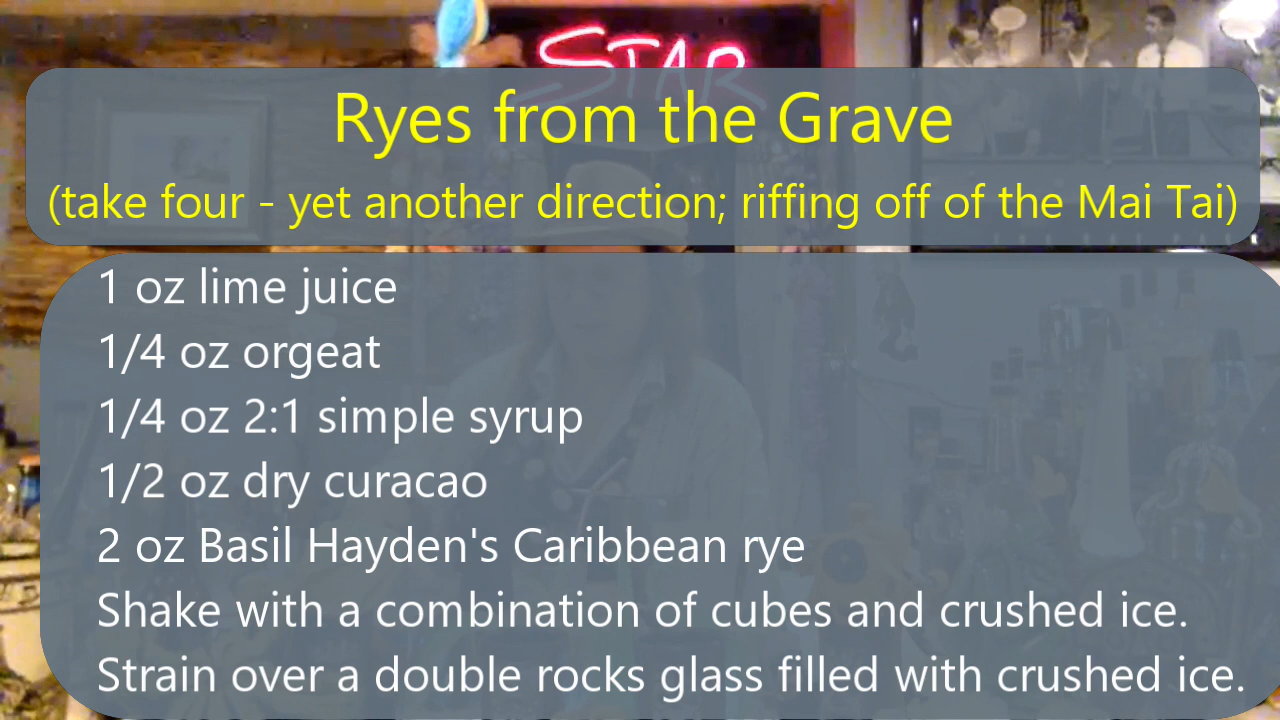 STAR
Ryes from the Grave
(take four - yet another direction; riffing off of the Mai Tai)
1 oz lime juice
1/4 oz orgeat
1/4 oz 2:1 simple syrup
1/2 oz dry curacao
2 oz Basil Hayden's Caribbean rye
Shake with a combination of cubes and crushed ice.
Strain over a double rocks glass filled with crushed ice.